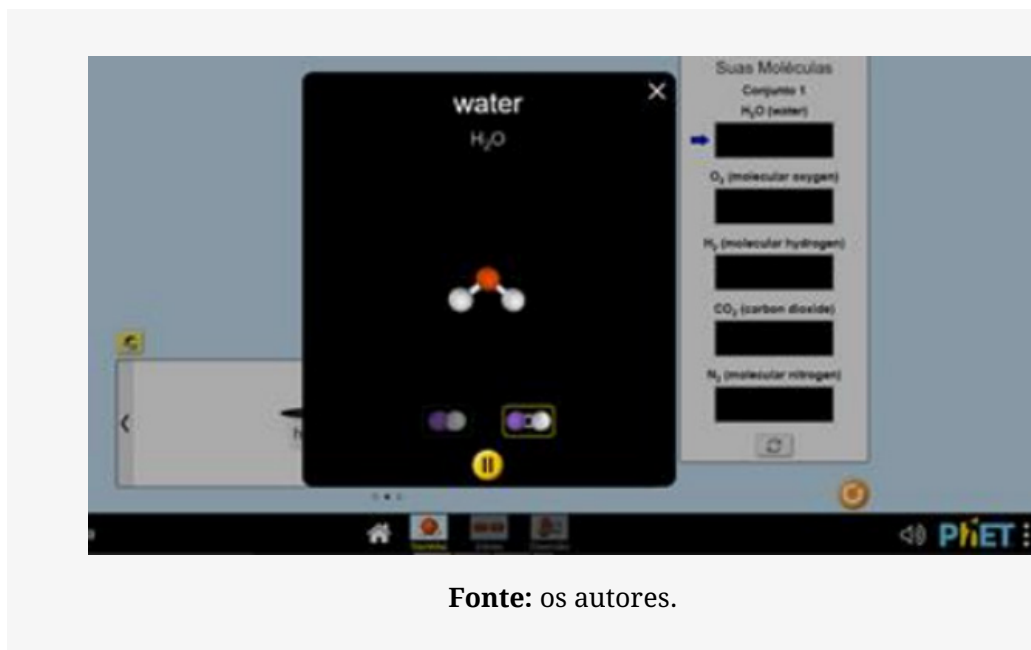 water
H₂O
Suas Moléculas
Conjunto 1
H₂O (water)
O₂ (molecular oxygen)
H₂ (molecular hydrogen)
CO₂ (carbon dioxide)
N₂ (molecular nitrogen)
h
PhET
Fonte: os autores.